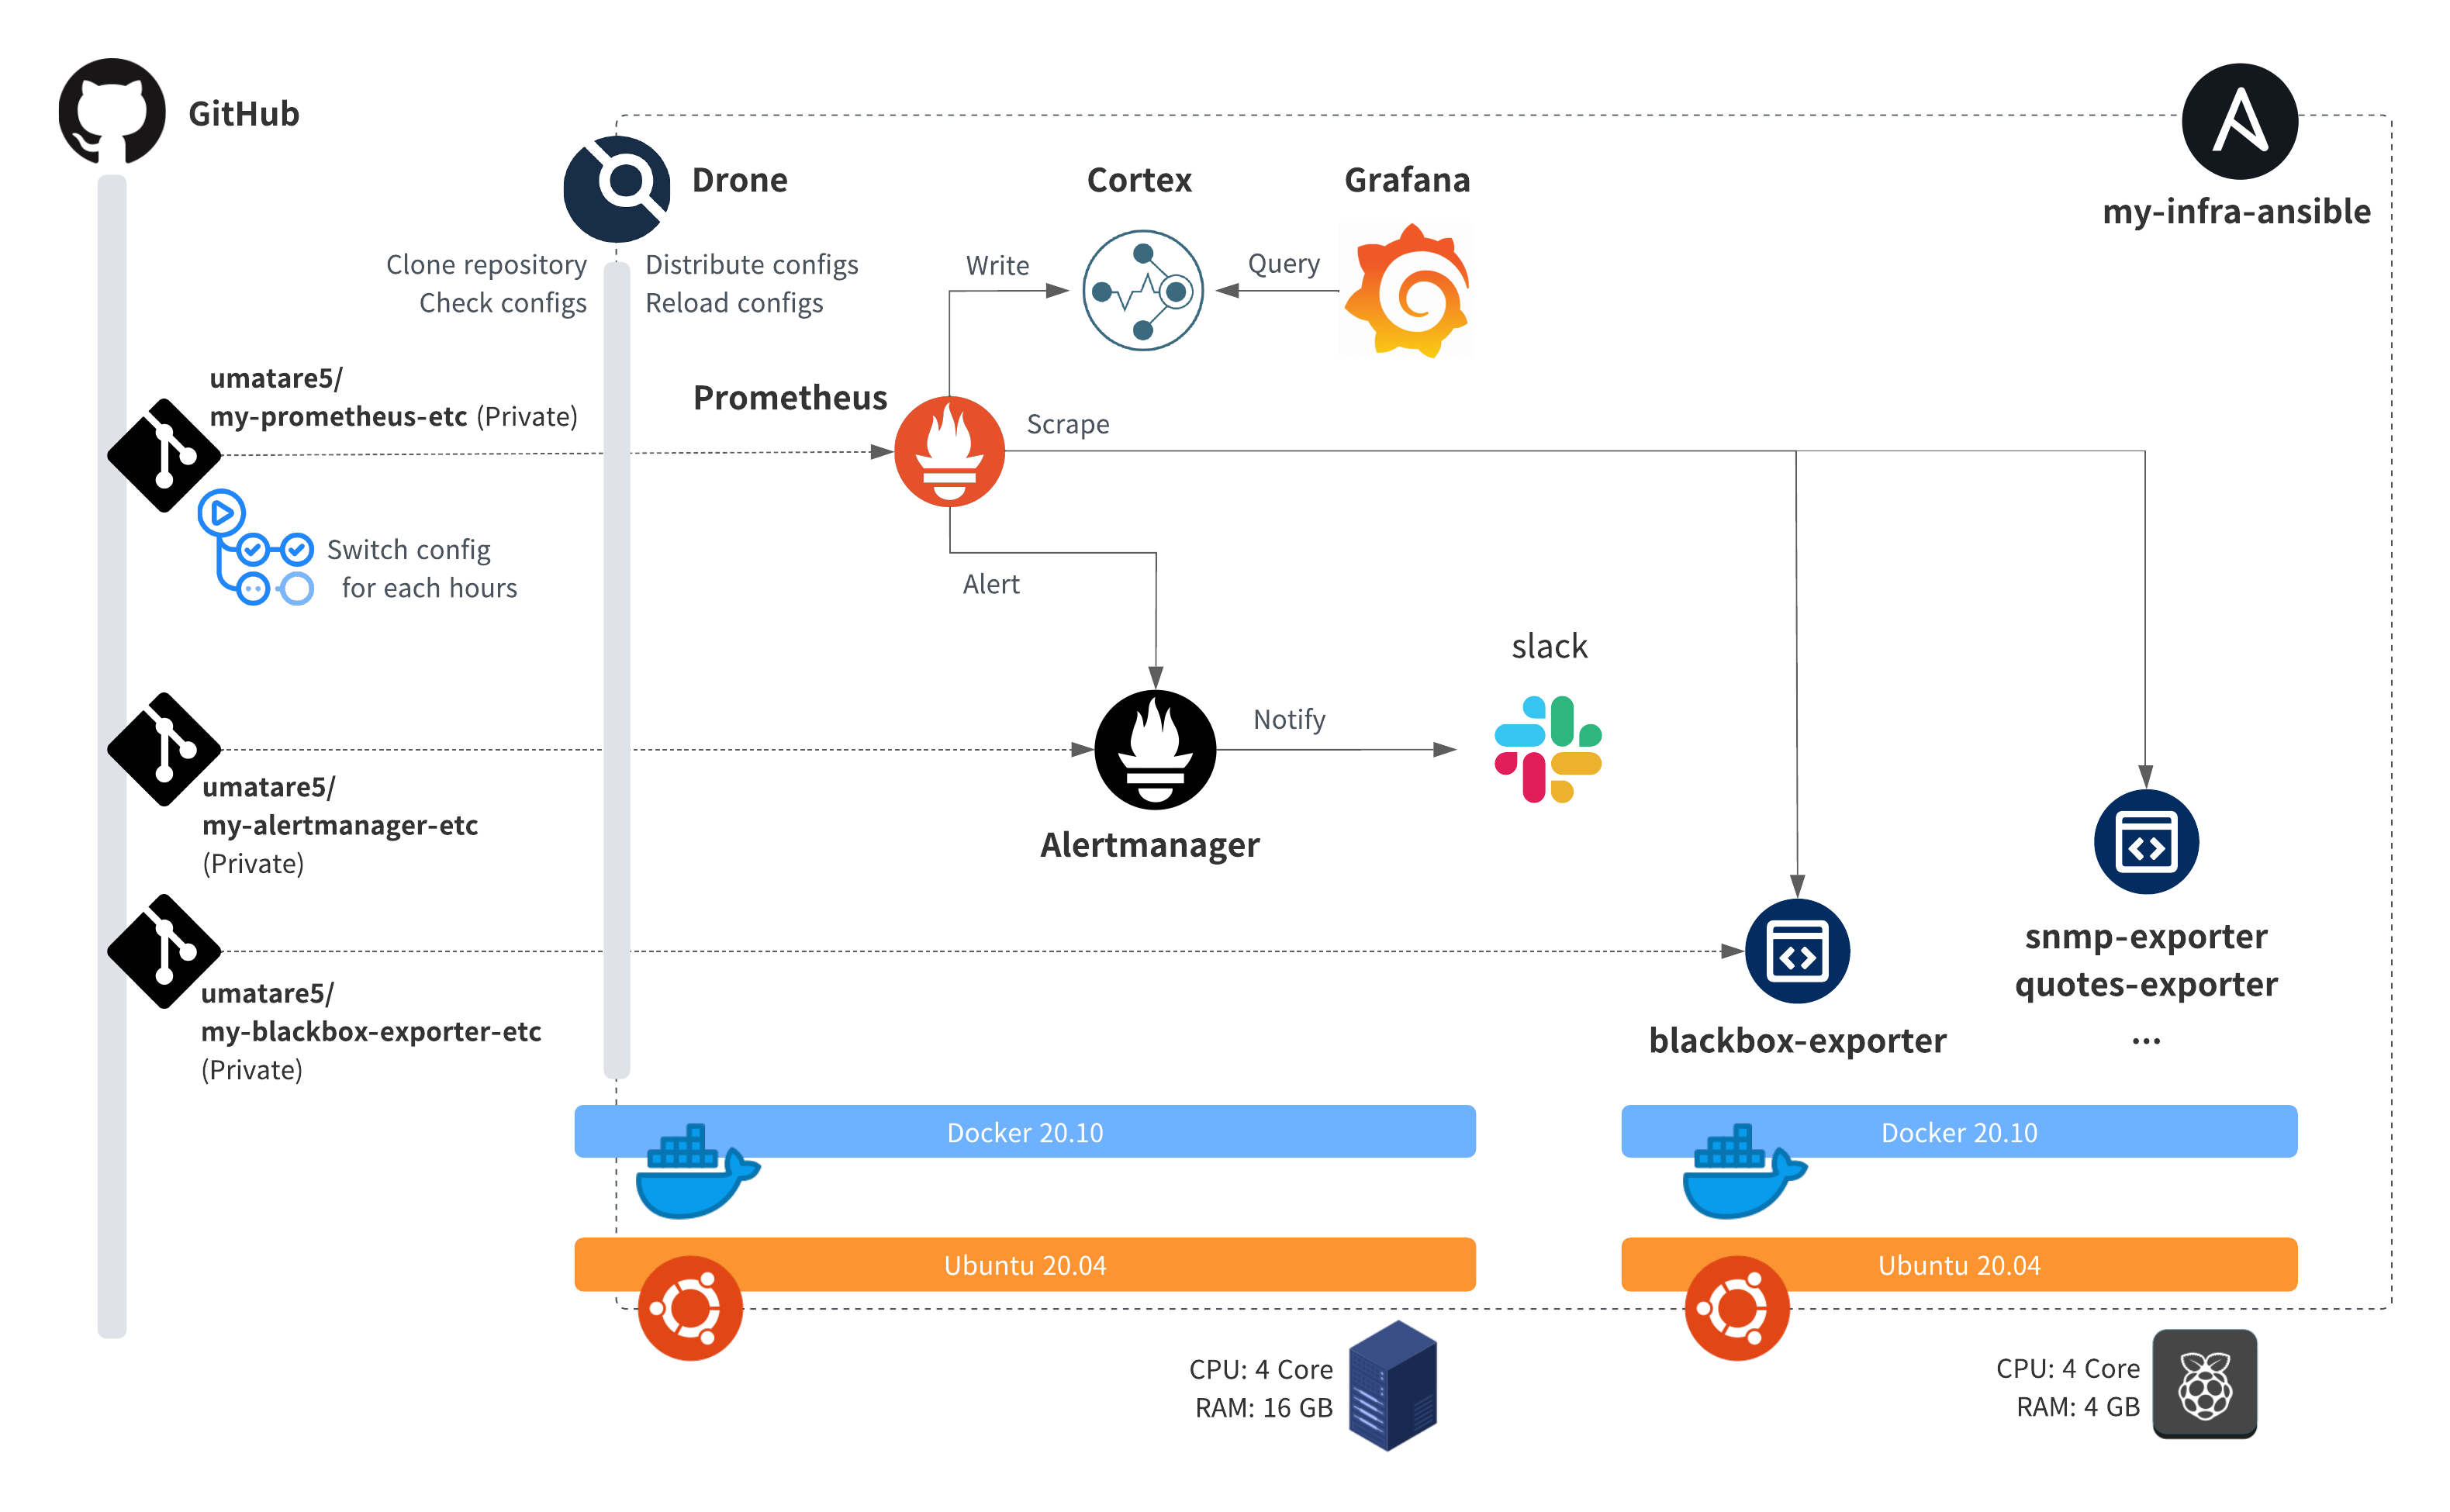 GitHub
Drone
Cortex
Grafana
my-infra-ansible
Clone repository
Check configs
Distribute configs
Reload configs
Write
Query
umatare5/
my-prometheus-etc (Private)
Prometheus
Scrape
Switch config
for each hours
Alert
slack
Notify
umatare5/
my-alertmanager-etc
(Private)
Alertmanager
snmp-exporter
quotes-exporter
...
umatare5/
my-blackbox-exporter-etc
(Private)
blackbox-exporter
Docker 20.10
Docker 20.10
Ubuntu 20.04
Ubuntu 20.04
CPU: 4 Core
RAM: 16 GB
CPU: 4 Core
RAM: 4 GB